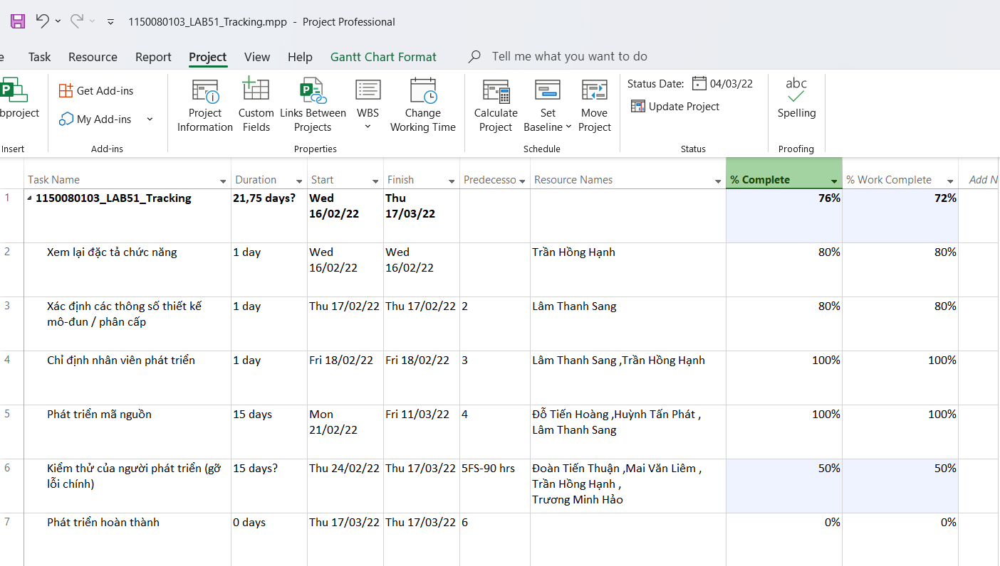 1150080103_LAB51_Tracking.mpp - Project Professional
e Task Resource Report Project View Help Gantt Chart Format Tell me what you want to do
bproject
Insert
Get Add-ins
My Add-ins
Add-ins
Project
Information
Custom
Fields
Links Between
Projects
WBS
Change
Working Time
Properties
Calculate
Project
Set
Baseline
Move
Project
Schedule
Status Date: 04/03/22
Update Project
Status
abc
Spelling
Proofing
Task Name Duration Start Finish Predecesso Resource Names % Complete % Work Complete Add N
1 1150080103_LAB51_Tracking 21,75 days? Wed Thu 76% 72%
16/02/22 17/03/22
2 Xem lại đặc tả chức năng 1 day Wed Wed Trần Hồng Hạnh 80% 80%
16/02/22 16/02/22
3 Xác định các thông số thiết kế 1 day Thu 17/02/22 Thu 17/02/22 2 Lâm Thanh Sang 80% 80%
mô-đun / phân cấp
4 Chỉ định nhân viên phát triển 1 day Fri 18/02/22 Fri 18/02/22 3 Lâm Thanh Sang ,Trần Hồng Hạnh 100% 100%
5 Phát triển mã nguồn 15 days Mon Fri 11/03/22 4 Đỗ Tiến Hoàng ,Huỳnh Tấn Phát , 100% 100%
21/02/22 Lâm Thanh Sang
6 Kiểm thử của người phát triển (gỡ 15 days? Thu 24/02/22 Thu 17/03/22 5FS-90 hrs Đoàn Tiến Thuận ,Mai Văn Liêm , 50% 50%
lỗi chính) Trần Hồng Hạnh ,
Trương Minh Hảo
7 Phát triển hoàn thành 0 days Thu 17/03/22 Thu 17/03/22 6 0% 0%